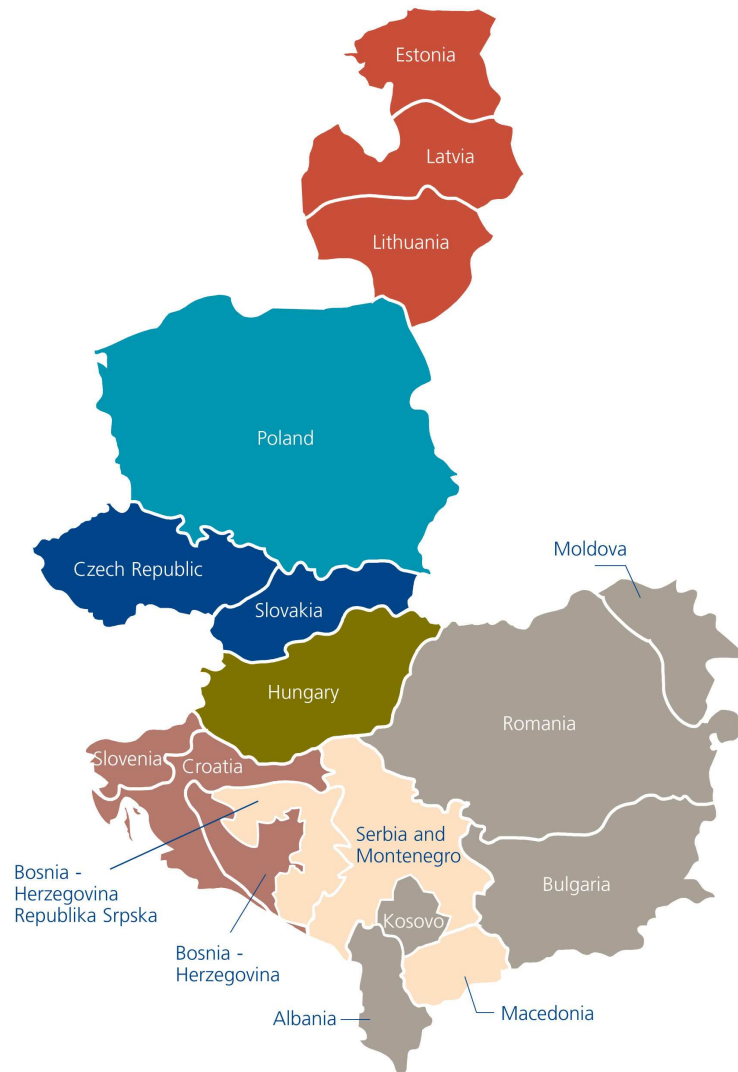 Estonia
Latvia
Lithuania
Poland
Moldova
Czech Republic
Slovakia
Hungary
Romania
Slovenia
Croatia
Serbia and
Montenegro
Bosnia -
Herzegovina
Republika Srpska
Bulgaria
Kosovo
Bosnia -
Herzegovina
Albania
Macedonia